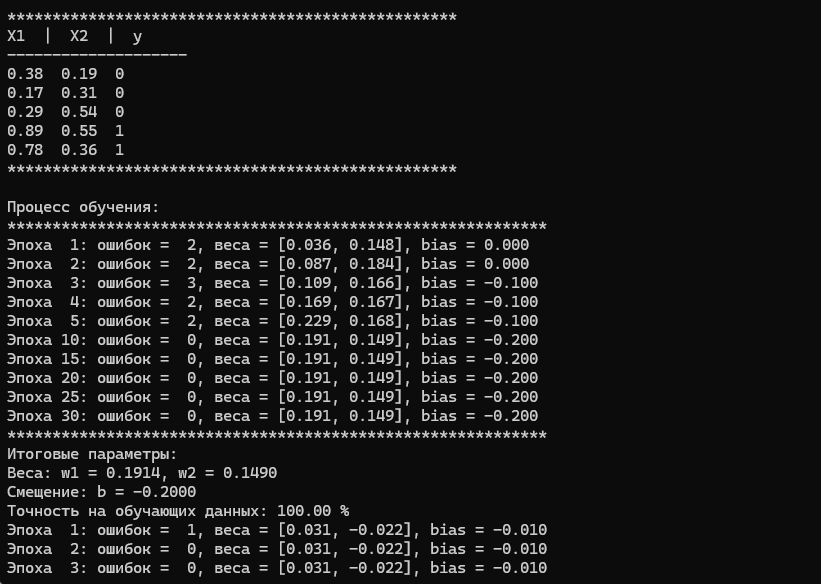 **************************************************
X1  |  X2  |  y
--------------------
0.38  0.19  0
0.17  0.31  0
0.29  0.54  0
0.89  0.55  1
0.78  0.36  1
**************************************************
Процесс обучения:
************************************************************
Эпоха  1: ошибок =  2, веса = [0.036, 0.148], bias = 0.000
Эпоха  2: ошибок =  2, веса = [0.087, 0.184], bias = 0.000
Эпоха  3: ошибок =  3, веса = [0.109, 0.166], bias = -0.100
Эпоха  4: ошибок =  2, веса = [0.169, 0.167], bias = -0.100
Эпоха  5: ошибок =  2, веса = [0.229, 0.168], bias = -0.100
Эпоха 10: ошибок =  0, веса = [0.191, 0.149], bias = -0.200
Эпоха 15: ошибок =  0, веса = [0.191, 0.149], bias = -0.200
Эпоха 20: ошибок =  0, веса = [0.191, 0.149], bias = -0.200
Эпоха 25: ошибок =  0, веса = [0.191, 0.149], bias = -0.200
Эпоха 30: ошибок =  0, веса = [0.191, 0.149], bias = -0.200
************************************************************
Итоговые параметры:
Веса: w1 = 0.1914, w2 = 0.1490
Смещение: b = -0.2000
Точность на обучающих данных: 100.00 %
Эпоха  1: ошибок =  1, веса = [0.031, -0.022], bias = -0.010
Эпоха  2: ошибок =  0, веса = [0.031, -0.022], bias = -0.010
Эпоха  3: ошибок =  0, веса = [0.031, -0.022], bias = -0.010